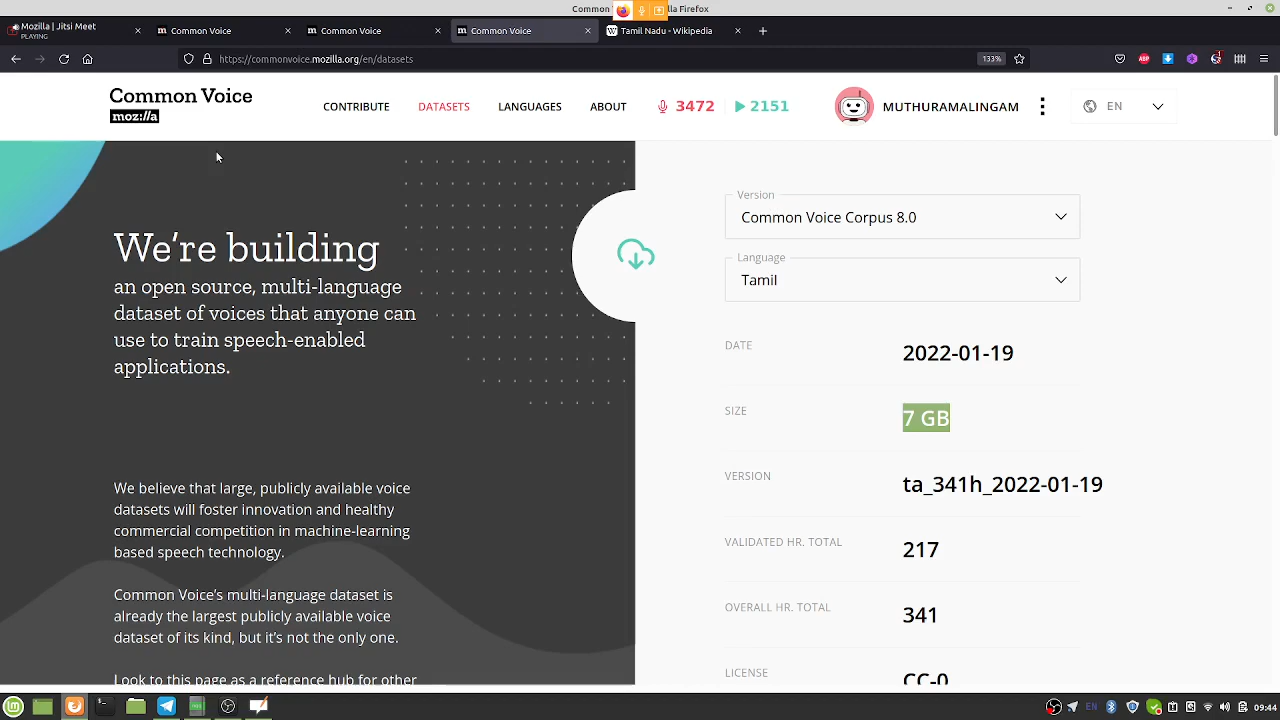 Common Vo
lla Firefox
Mozilla | Jitsi Meet
PLAYING
Common Voice
Common Voice
Common Voice
Tamil Nadu - Wikipedia
https://commonvoice.mozilla.org/en/datasets
133%
Common Voice
moz://a
CONTRIBUTE
DATASETS
LANGUAGES
ABOUT
3472
2151
MUTHURAMALINGAM
EN
We're building
an open source, multi-language
dataset of voices that anyone can
use to train speech-enabled
applications.
We believe that large, publicly available voice
datasets will foster innovation and healthy
commercial competition in machine-learning
based speech technology.
Common Voice's multi-language dataset is
already the largest publicly available voice
dataset of its kind, but it's not the only one.
Look to this page as a reference hub for other
Version
Common Voice Corpus 8.0
Language
Tamil
DATE
2022-01-19
SIZE
7 GB
VERSION
ta_341h_2022-01-19
VALIDATED HR. TOTAL
217
OVERALL HR. TOTAL
341
LICENSE
CC-0
EN
09:44